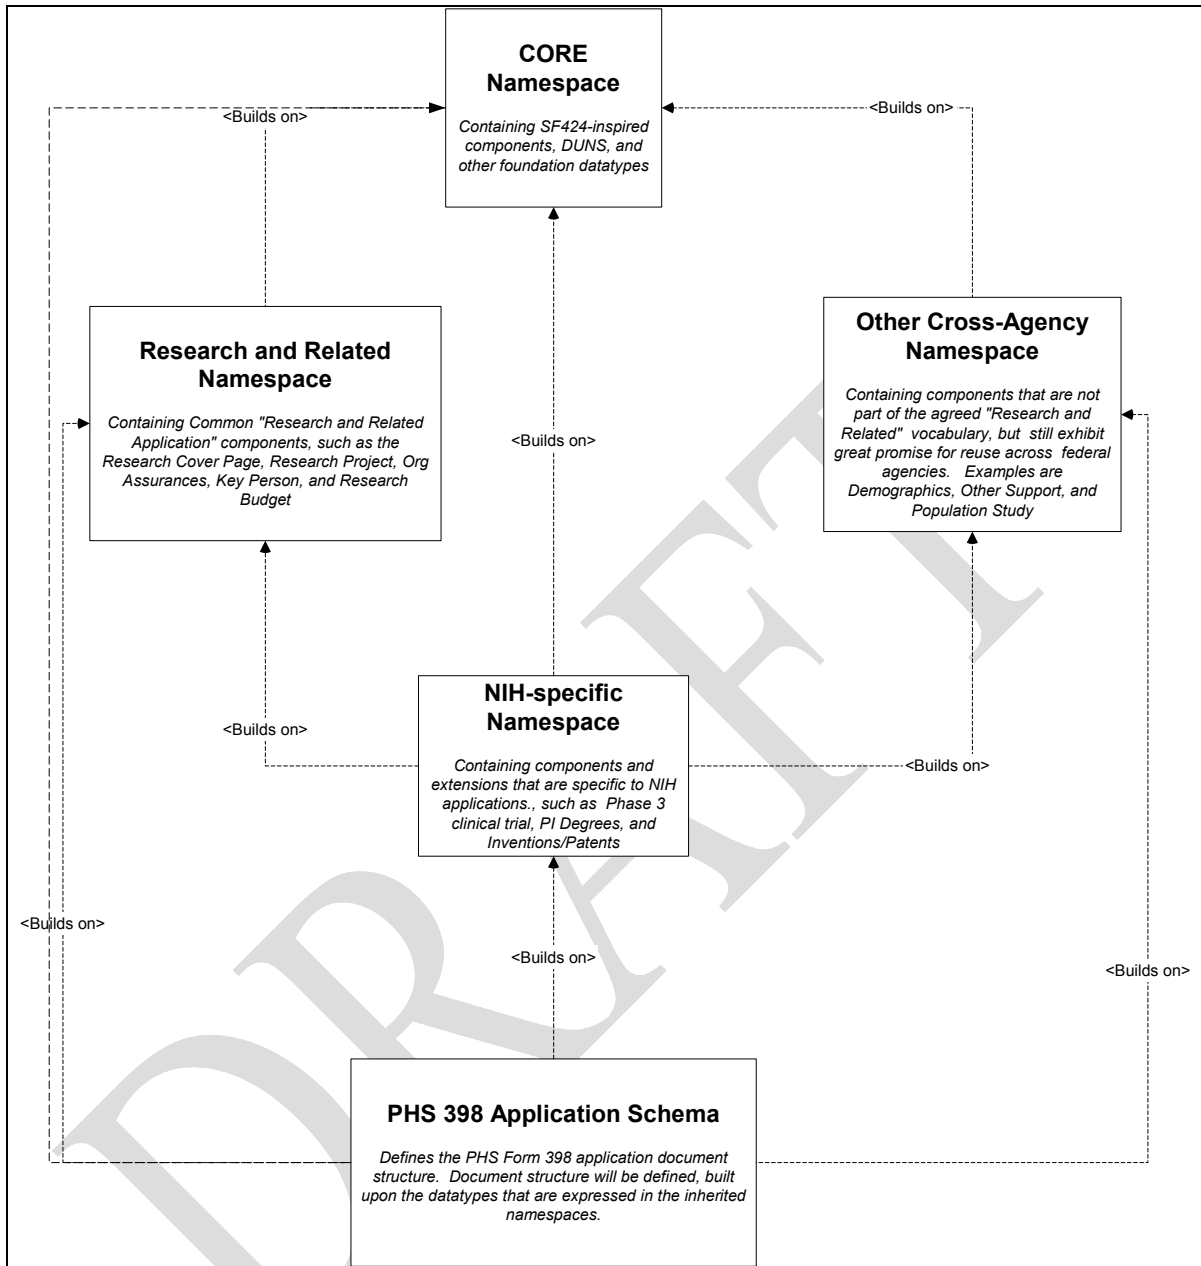 CORE
Namespace
Containing SF424-inspired
components, DUNS, and
other foundation datatypes
<Builds on>
<Builds on>
Research and Related
Namespace
Containing Common "Research and Related
Application" components, such as the
Research Cover Page, Research Project, Org
Assurances, Key Person, and Research
Budget
<Builds on>
Other Cross-Agency
Namespace
Containing components that are not
part of the agreed "Research and
Related" vocabulary, but still exhibit
great promise for reuse across federal
agencies. Examples are
Demographics, Other Support, and
Population Study
NIH-specific
Namespace
Containing components and
extensions that are specific to NIH
applications., such as Phase 3
clinical trial, PI Degrees, and
Inventions/Patents
<Builds on>
<Builds on>
<Builds on>
<Builds on>
<Builds on>
PHS 398 Application Schema
Defines the PHS Form 398 application document
structure. Document structure will be defined, built
upon the datatypes that are expressed in the inherited
namespaces.
DRAFT